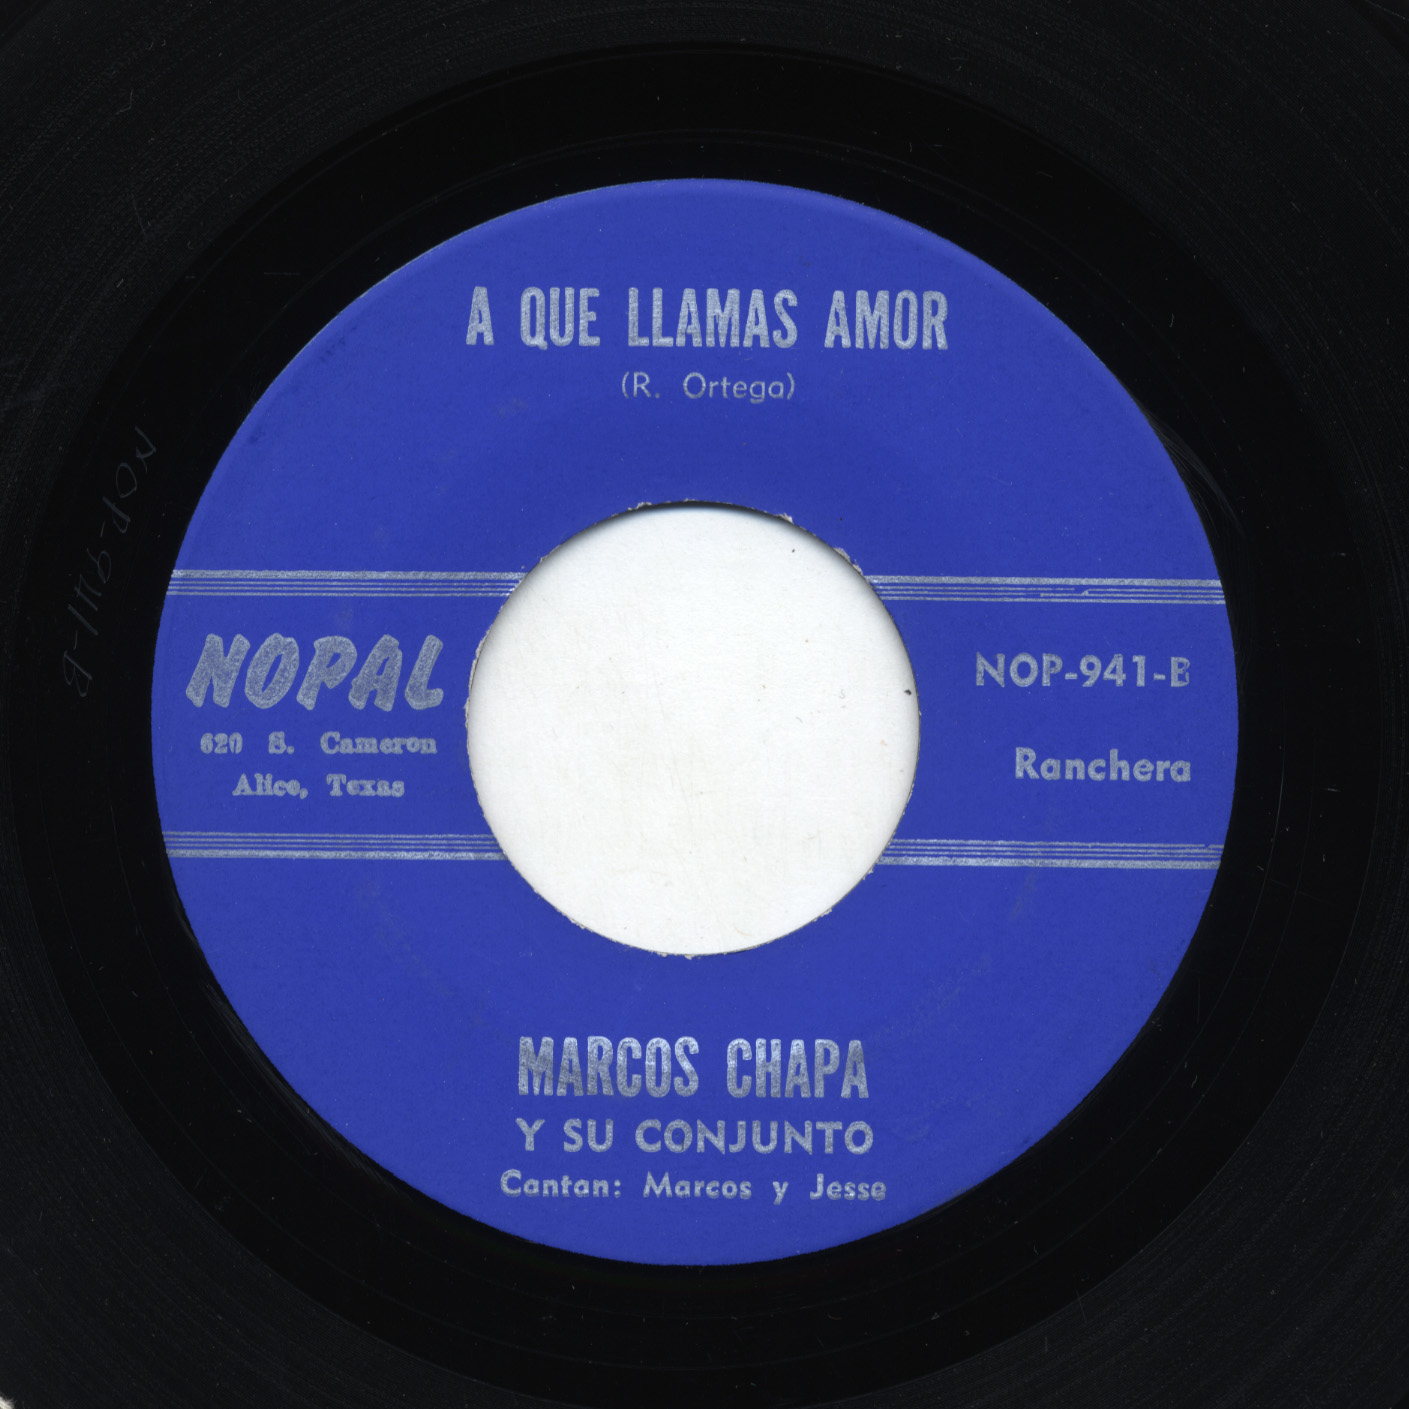 A QUE LLAMAS AMOR
(R. Ortega)
NOPAL
620 S. Cameron
Alice, Texas
NOP-941-B
Ranchera
MARCOS CHAPA
Y SU CONJUNTO
Cantan: Marcos y Jesse
NOP-941-B